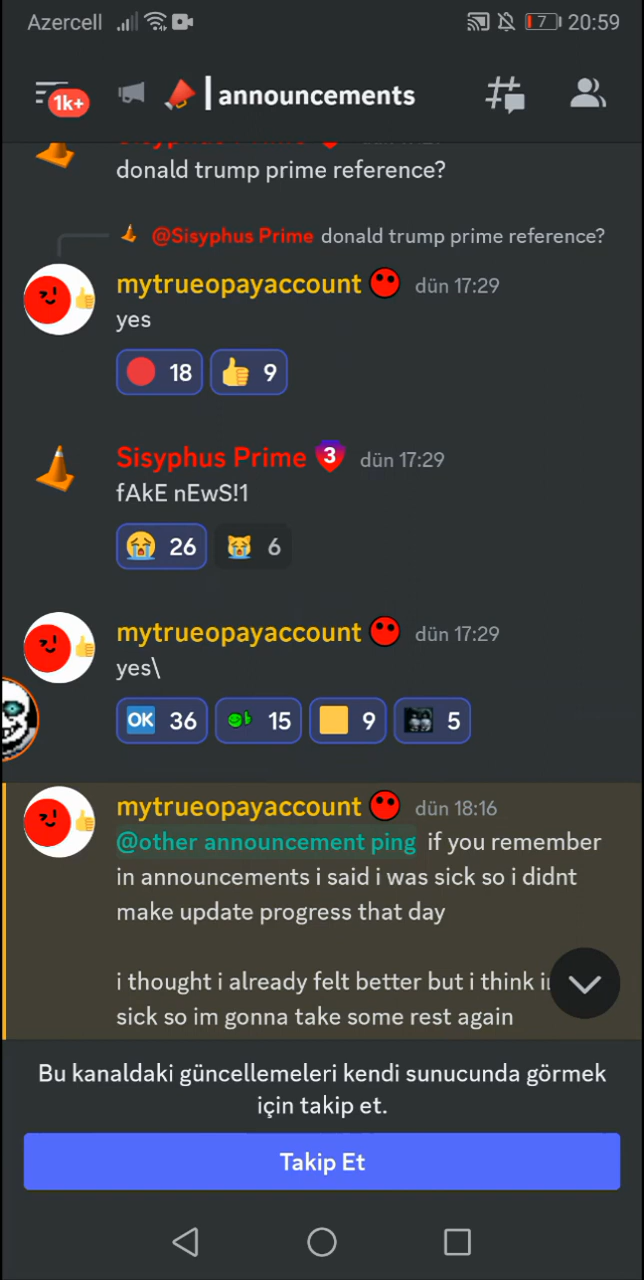 Azercell 7 20:59
1k+ announcements
donald trump prime reference?
@Sisyphus Prime donald trump prime reference?
mytrueopayaccount dün 17:29
yes
18 9
Sisyphus Prime 3 dün 17:29
fAkE nEwS!1
26 6
mytrueopayaccount dün 17:29
yes\
OK 36 15 9 5
mytrueopayaccount dün 18:16
@other announcement ping if you remember
in announcements i said i was sick so i didnt
make update progress that day
i thought i already felt better but i think
sick so im gonna take some rest again
Bu kanaldaki güncellemeleri kendi sunucunda görmek
için takip et.
Takip Et